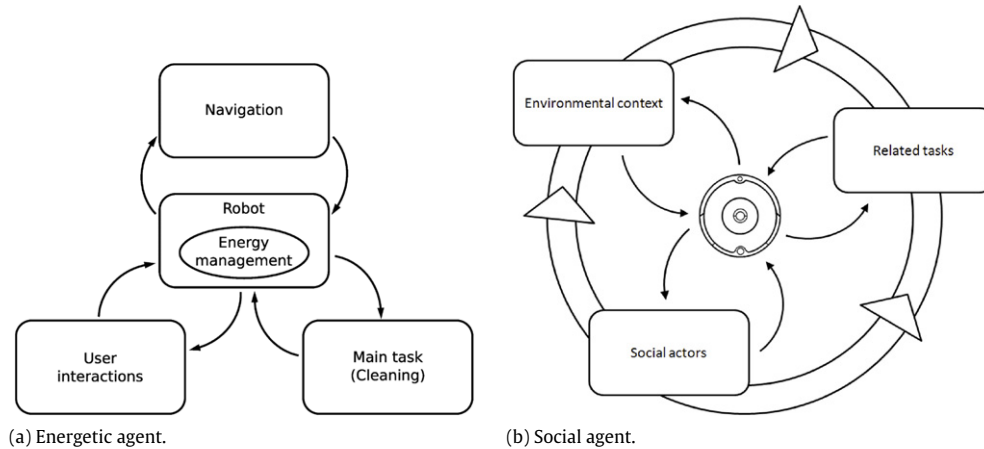 Navigation
Robot
Energy
management
User
interactions
Main task
(Cleaning)
(a) Energetic agent.
Environmental context
Related tasks
Social actors
(b) Social agent.